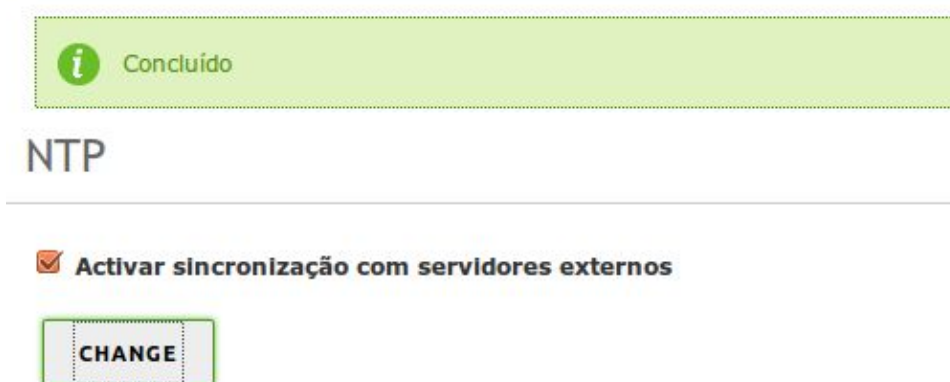 Concluído
NTP
Activar sincronização com servidores externos
CHANGE